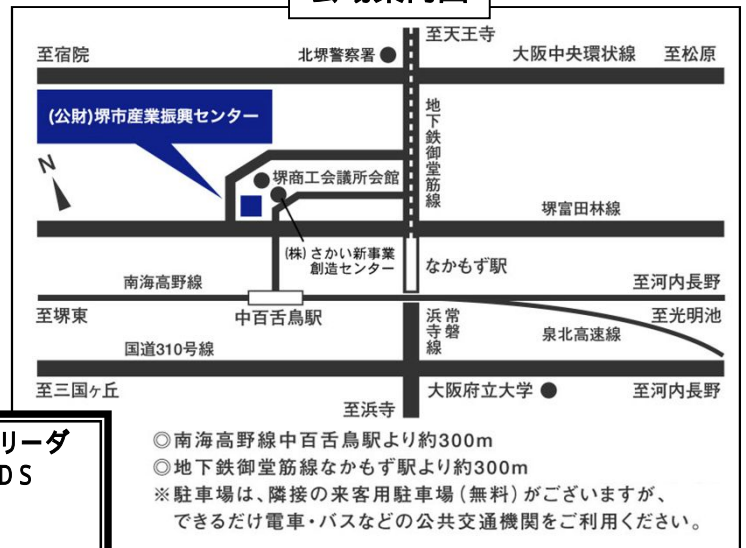 会場案内図
至天王寺
至宿院
北堺警察署
大阪中央環状線
至松原
(公財)堺市産業振興センター
地下鉄御堂筋線
N
堺商工会議所会館
堺富田林線
(株)さかい新事業
創造センター
なかもず駅
南海高野線
至河内長野
至堺東
中百舌鳥駅
常磐
浜寺線
至光明池
泉北高速線
国道310号線
至三国ヶ丘
大阪府立大学
至河内長野
至浜寺
リーダ
DS
◎南海高野線中百舌鳥駅より約300m
◎地下鉄御堂筋線なかもず駅より約300m
※駐車場は、隣接の来客用駐車場(無料)がございますが、
できるだけ電車・バスなどの公共交通機関をご利用ください。